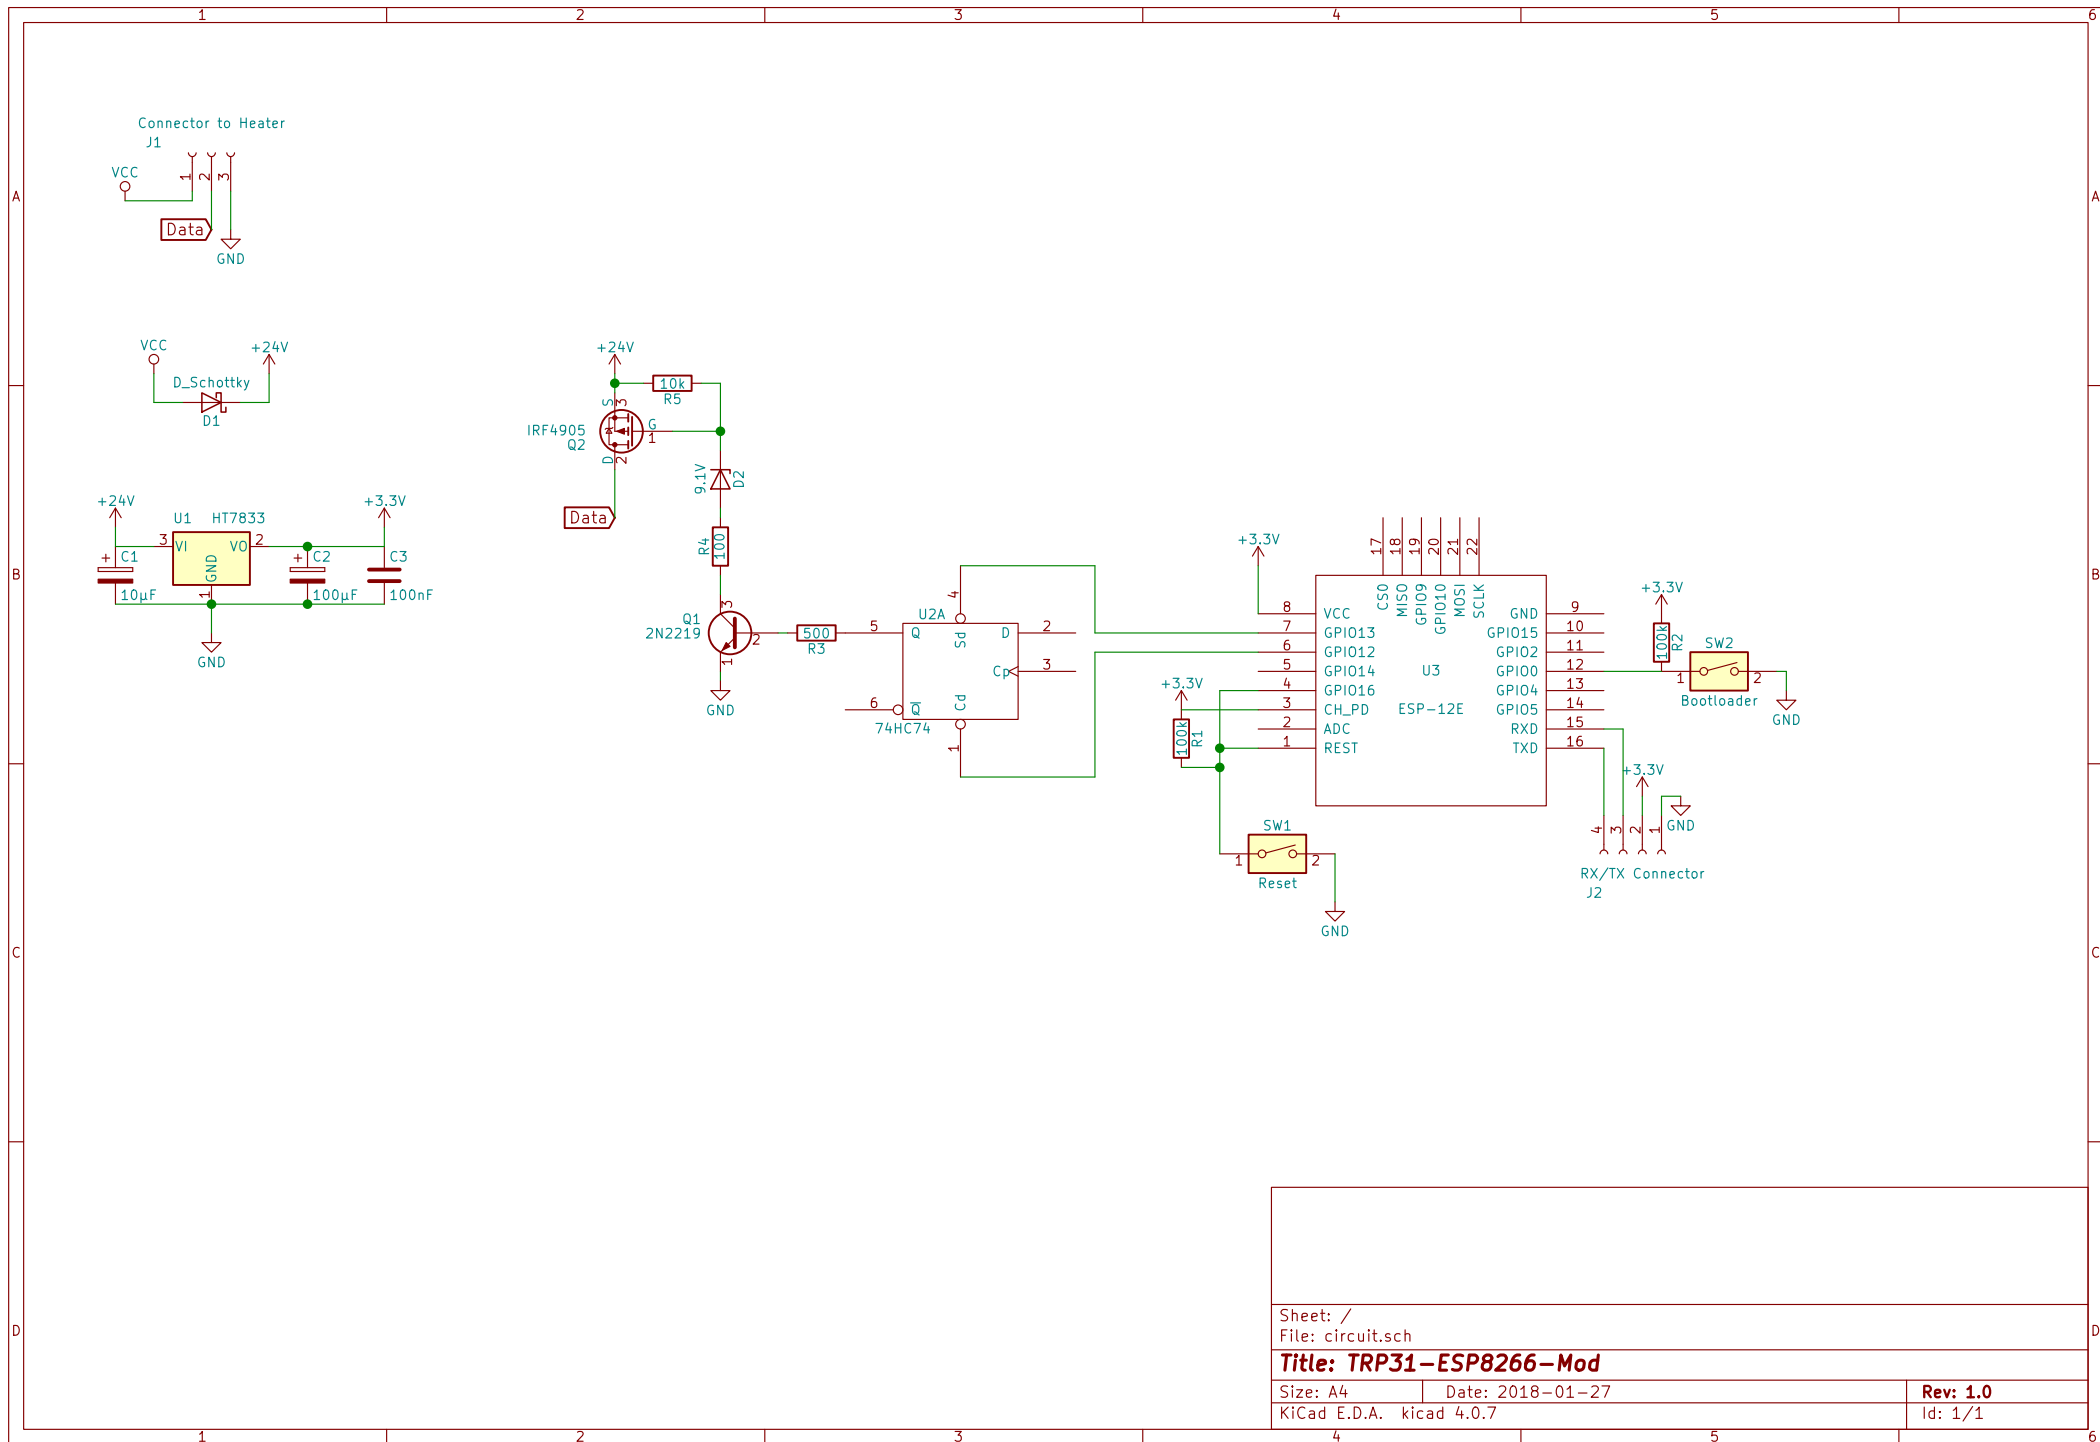 1 2 3 4 5 6
A A
B B
C C
D D
Connector to Heater
J1
VCC
1 2 3
Data
GND
VCC +24V
D_Schottky
D1
+24V +3.3V
U1 HT7833
3 VI VO 2
GND
1
+ C1
10µF
+ C2
100µF
C3
100nF
GND
+24V
10k
R5
S 3
IRF4905
Q2
G
1
D 2
Data
9.1V D2
R4 100
Q1
2N2219
3
2
1
GND
500
R3
U2A
4
5 Q Sd D 2
Cp 3
6 Q Cd
74HC74
1
+3.3V
17 18 19 20 21 22
CS0 MISO GPIO9 GPIO10 MOSI SCLK
8 VCC GND 9
7 GPIO13 GPIO15 10
6 GPIO12 GPIO2 11
5 GPIO14 U3 GPIO0 12
4 GPIO16 GPIO4 13
3 CH_PD ESP-12E GPIO5 14
2 ADC RXD 15
1 REST TXD 16
+3.3V
100k R1
+3.3V
100k R2
SW2
1 2
Bootloader
GND
SW1
1 2
Reset
GND
+3.3V
GND
4 3 2 1
RX/TX Connector
J2
Sheet: /
File: circuit.sch
Title: TRP31-ESP8266-Mod
Size: A4 Date: 2018-01-27 Rev: 1.0
KiCad E.D.A. kicad 4.0.7 Id: 1/1
1 2 3 4 5 6